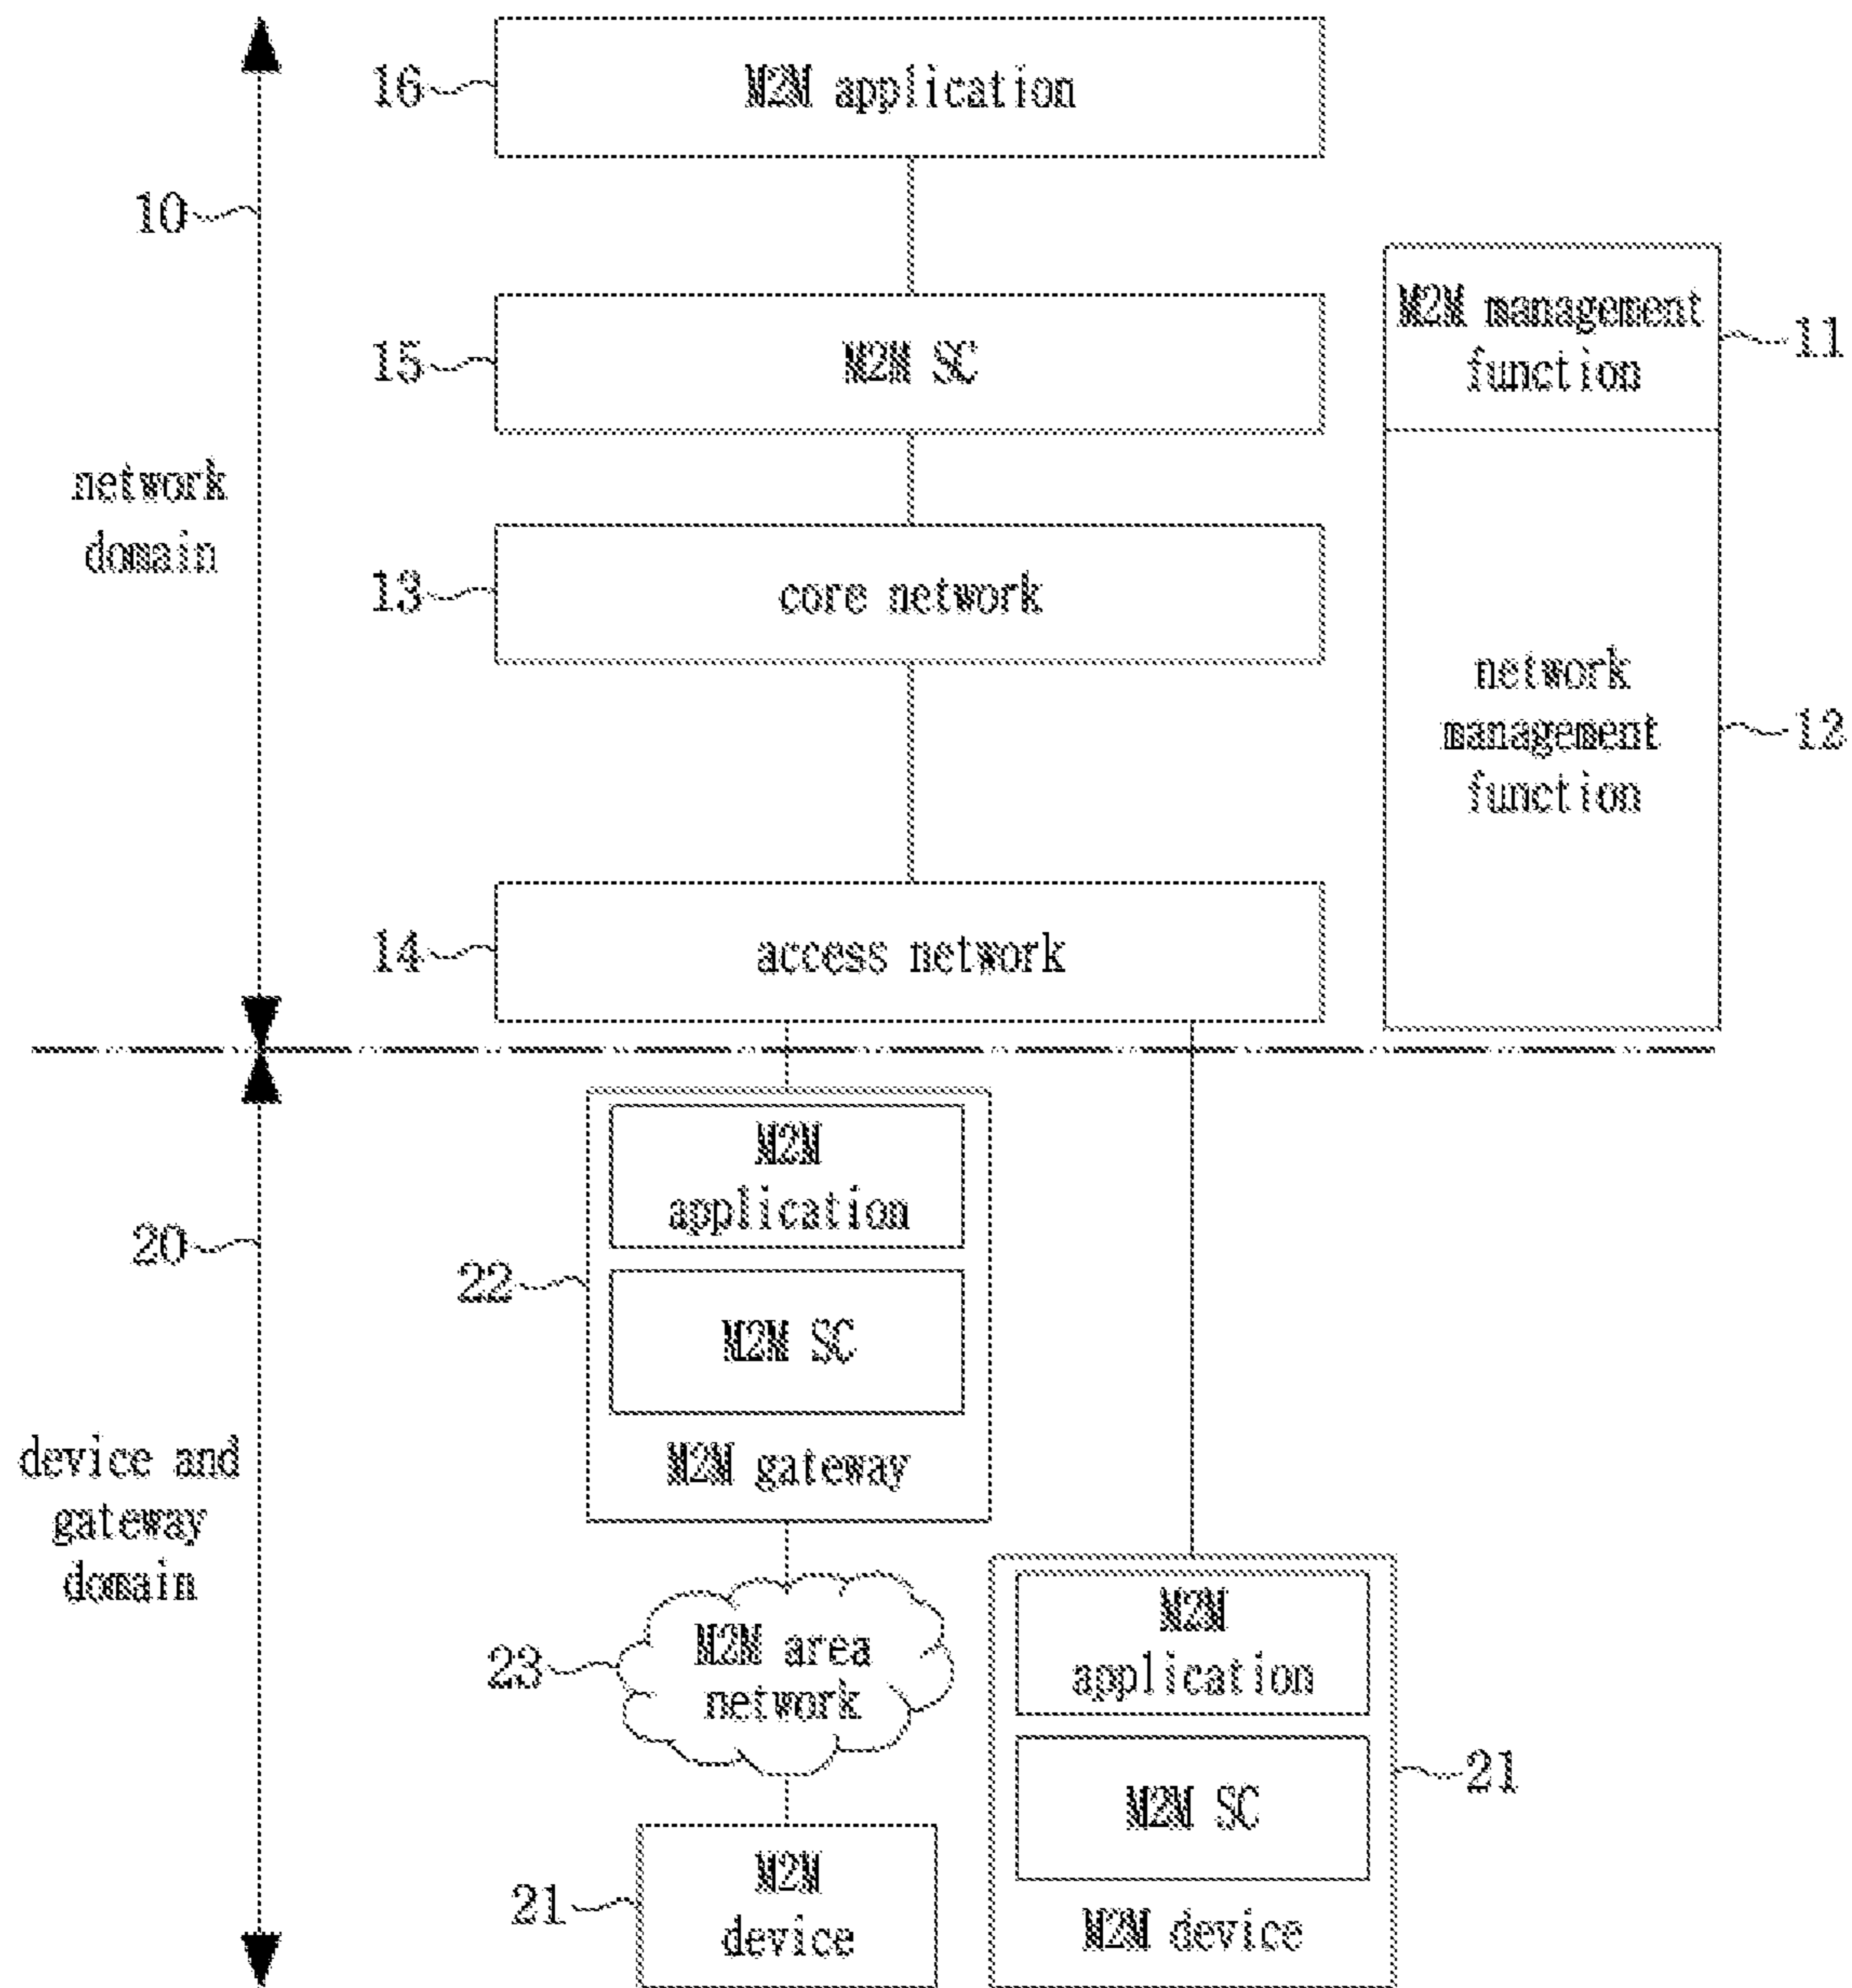 16
M2M application
10
M2M management
function
11
15
M2M SC
network
domain
13
core network
network
management
function
12
14
access network
M2M
application
20
22
M2M SC
device and
gateway
domain
M2M gateway
M2M
application
23
M2M area
network
M2M SC
21
21
M2M
device
M2M device